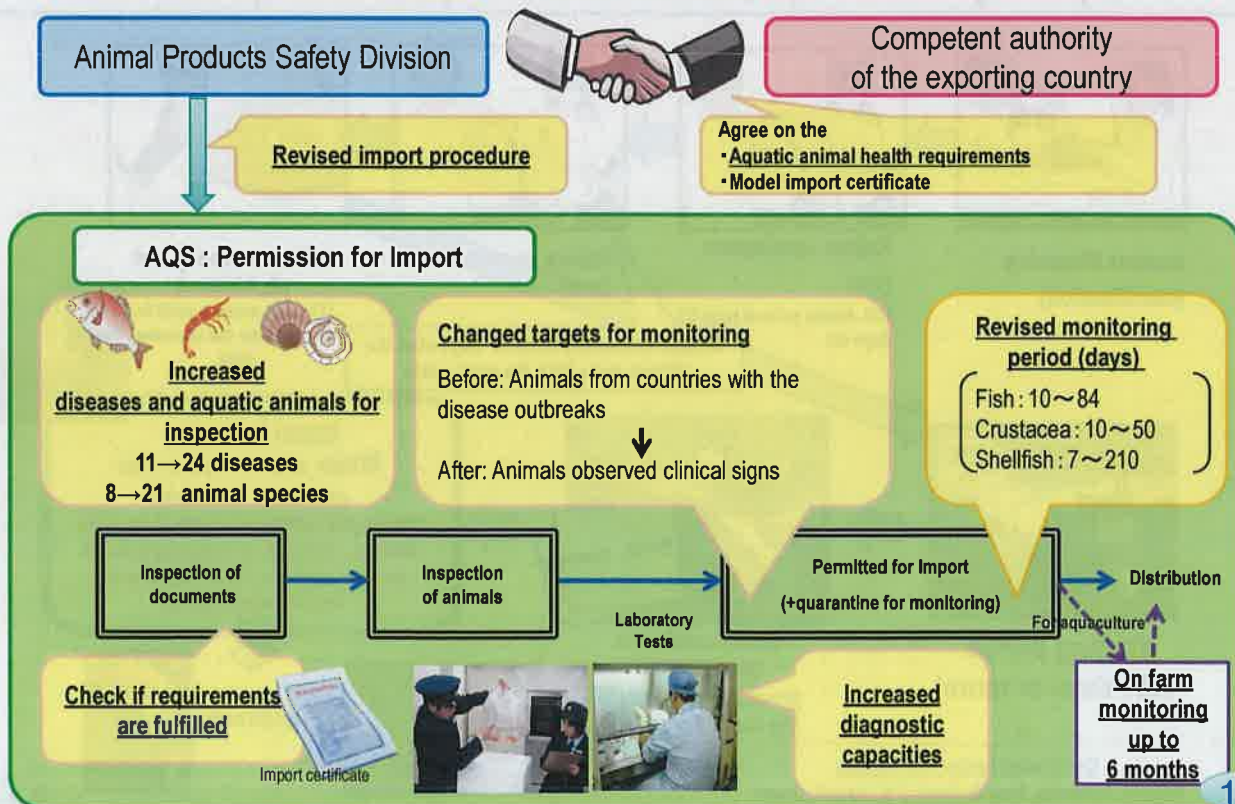 Animal Products Safety Division
Competent authority
of the exporting country
Revised import procedure
Agree on the
・Aquatic animal health requirements
・Model import certificate
AQS : Permission for Import
Increased
diseases and aquatic animals for
inspection
11→24 diseases
8→21 animal species
Changed targets for monitoring
Before: Animals from countries with the
disease outbreaks
After: Animals observed clinical signs
Revised monitoring
period (days)
Fish : 10～84
Crustacea : 10～50
Shellfish : 7～210
Inspection of
documents
Inspection
of animals
Laboratory
Tests
Permitted for Import
(+quarantine for monitoring)
Distribution
For aquaculture
Check if requirements
are fulfilled
Import certificate
Increased
diagnostic
capacities
On farm
monitoring
up to
6 months
1